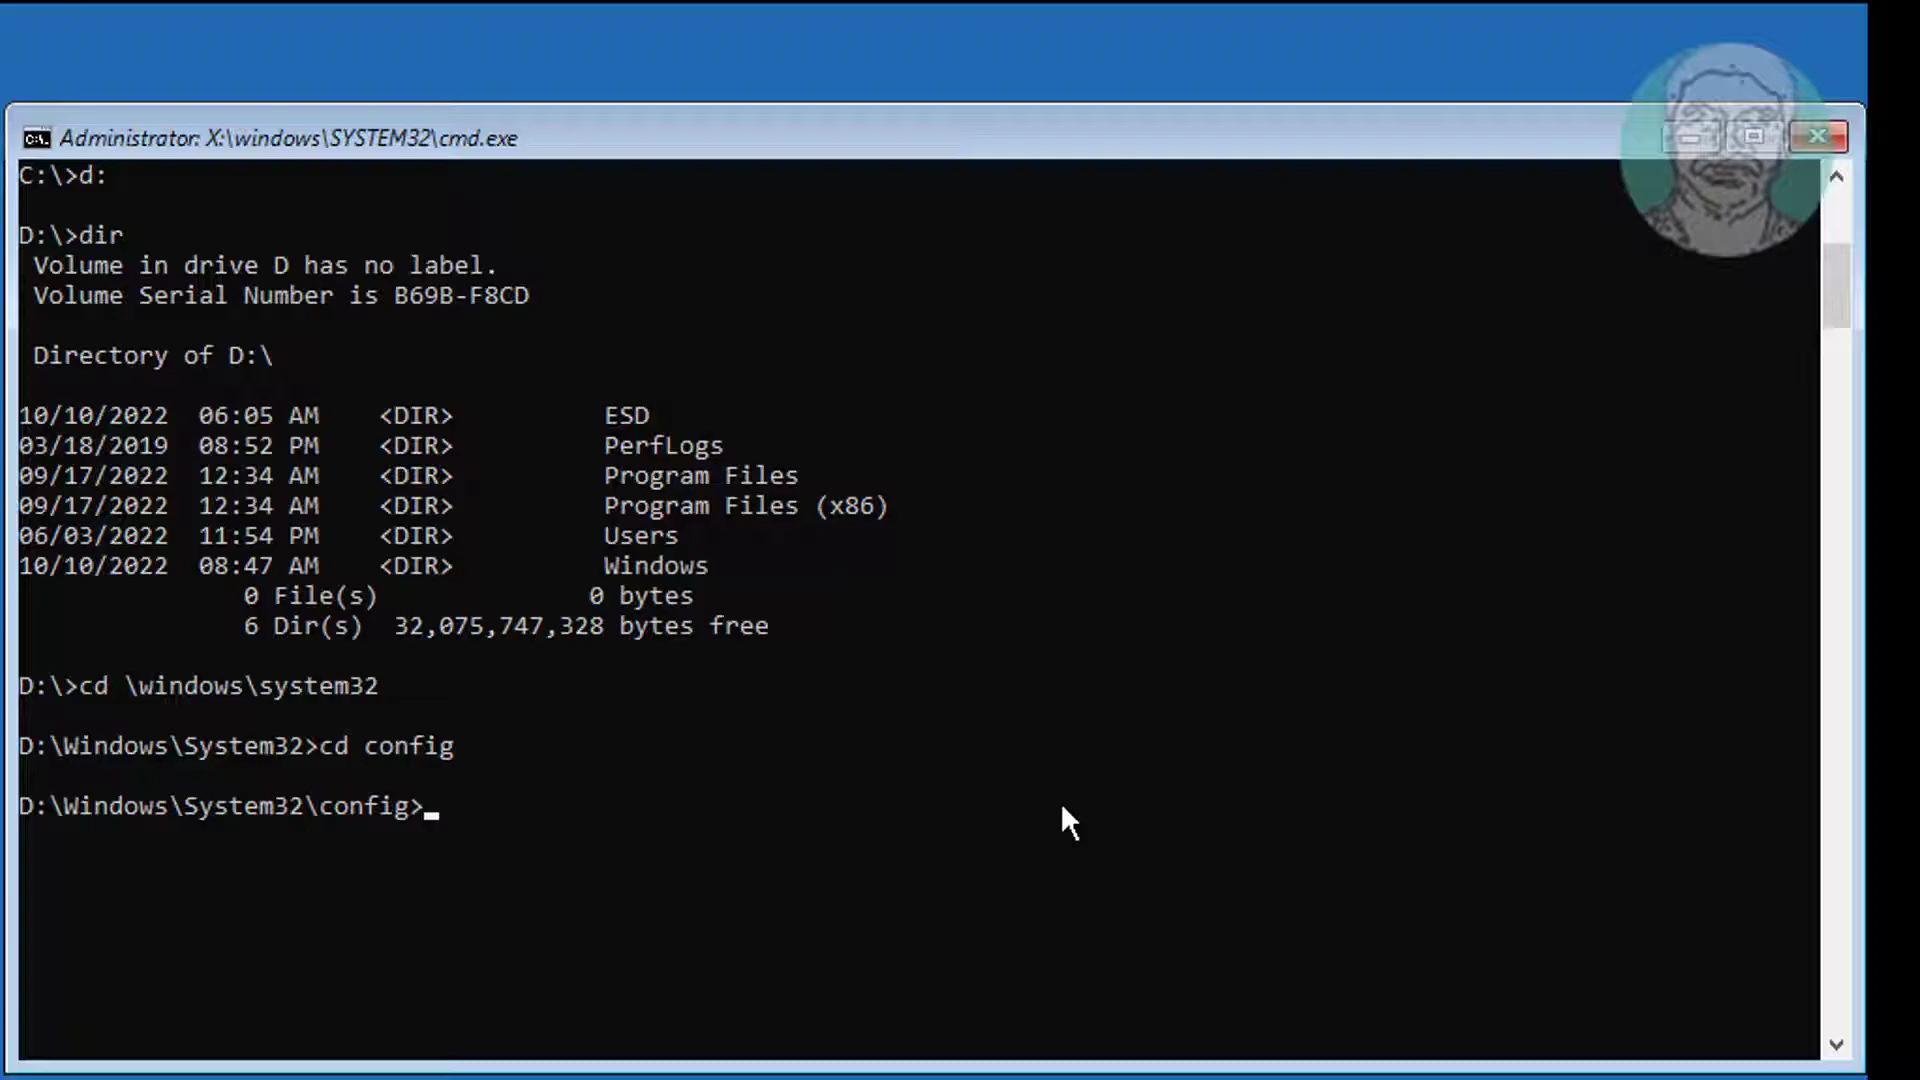 Administrator: X:\windows\SYSTEM32\cmd.exe
C:\>d:
D:\>dir
Volume in drive D has no label.
Volume Serial Number is B69B-F8CD
Directory of D:\
10/10/2022  06:05 AM    <DIR>          ESD
03/18/2019  08:52 PM    <DIR>          PerfLogs
09/17/2022  12:34 AM    <DIR>          Program Files
09/17/2022  12:34 AM    <DIR>          Program Files (x86)
06/03/2022  11:54 PM    <DIR>          Users
10/10/2022  08:47 AM    <DIR>          Windows
0 File(s)              0 bytes
6 Dir(s)  32,075,747,328 bytes free
D:\>cd \windows\system32
D:\Windows\System32>cd config
D:\Windows\System32\config>